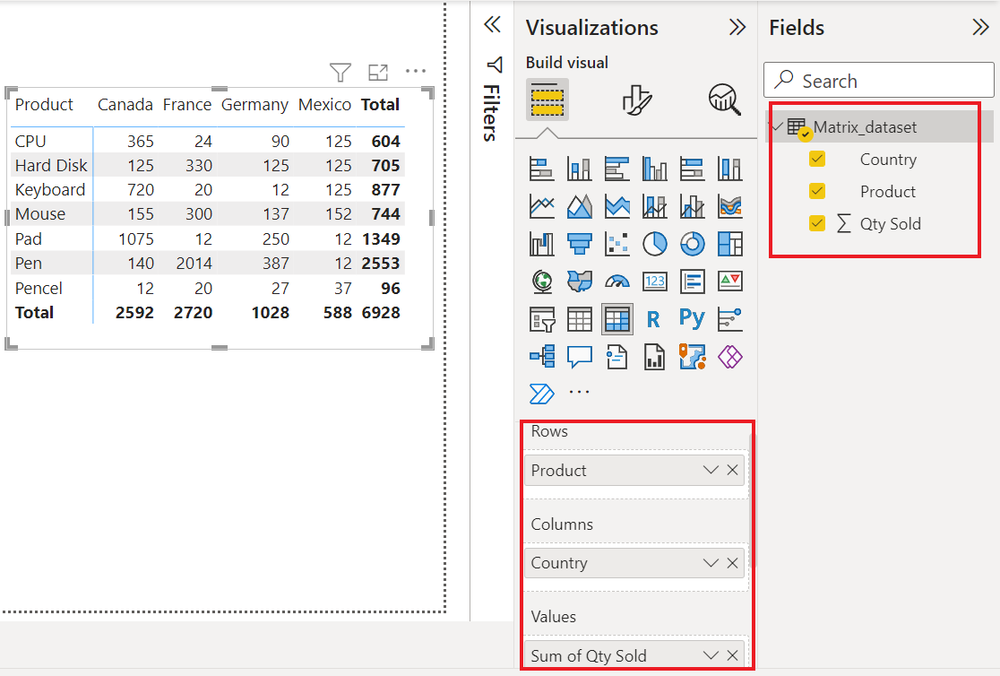 Product Canada France Germany Mexico Total
CPU 365 24 90 125 604
Hard Disk 125 330 125 125 705
Keyboard 720 20 12 125 877
Mouse 155 300 137 152 744
Pad 1075 12 250 12 1349
Pen 140 2014 387 12 2553
Pencel 12 20 27 37 96
Total 2592 2720 1028 588 6928
Filters
Visualizations
Build visual
123
R
Py
...
Rows
Product
Columns
Country
Values
Sum of Qty Sold
Fields
Search
Matrix_dataset
Country
Product
Σ Qty Sold